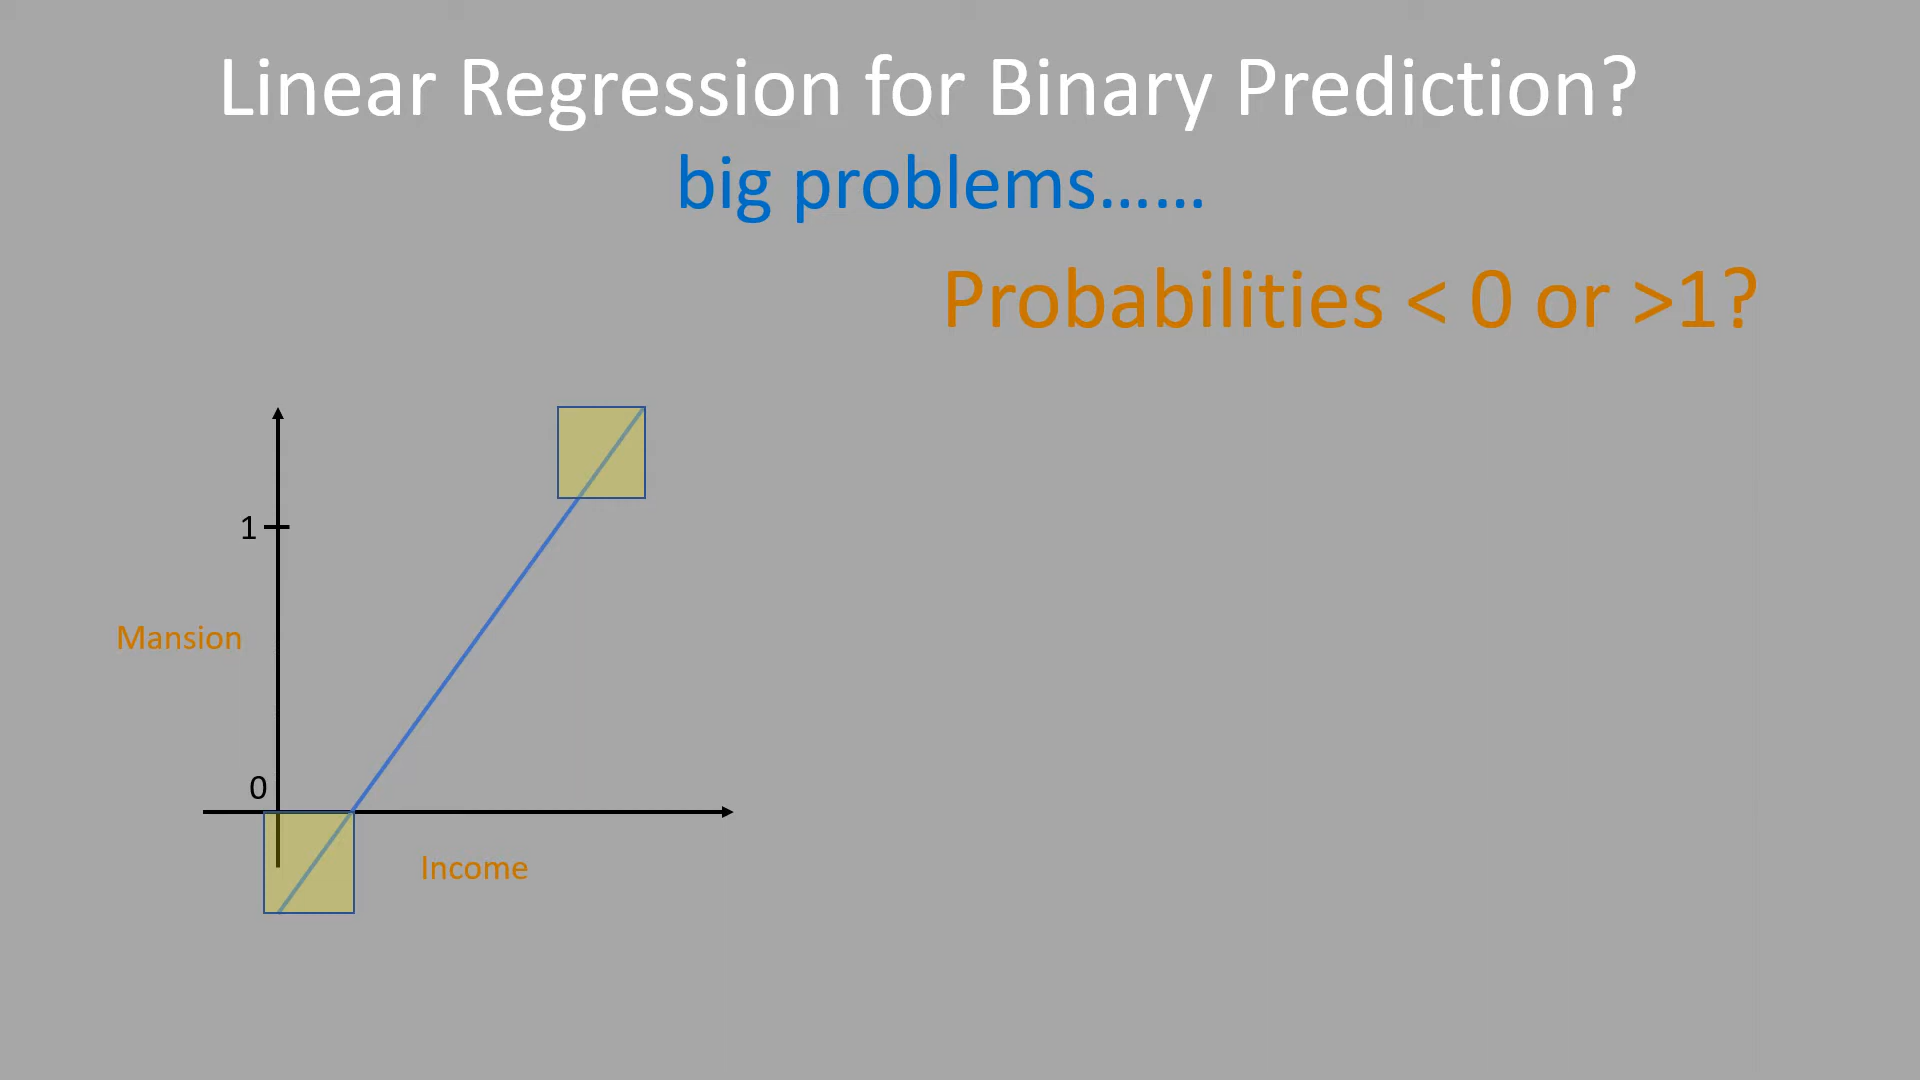 Linear Regression for Binary Prediction?
big problems......
Probabilities < 0 or >1?
1
Mansion
0
Income